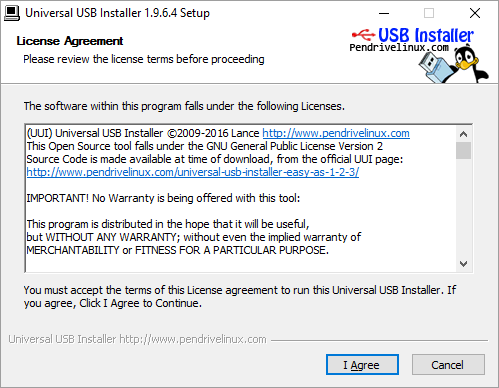 Universal USB Installer 1.9.6.4 Setup
License Agreement
Please review the license terms before proceeding
USB Installer
Pendrivelinux.com
The software within this program falls under the following Licenses.
(UUI) Universal USB Installer ©2009-2016 Lance http://www.pendrivelinux.com
This Open Source tool falls under the GNU General Public License Version 2
Source Code is made available at time of download, from the official UUI page:
http://www.pendrivelinux.com/universal-usb-installer-easy-as-1-2-3/
IMPORTANT! No Warranty is being offered with this tool:
This program is distributed in the hope that it will be useful,
but WITHOUT ANY WARRANTY; without even the implied warranty of
MERCHANTABILITY or FITNESS FOR A PARTICULAR PURPOSE.
You must accept the terms of this License agreement to run this Universal USB Installer. If
you agree, Click I Agree to Continue.
Universal USB Installer http://www.pendrivelinux.com
I Agree
Cancel